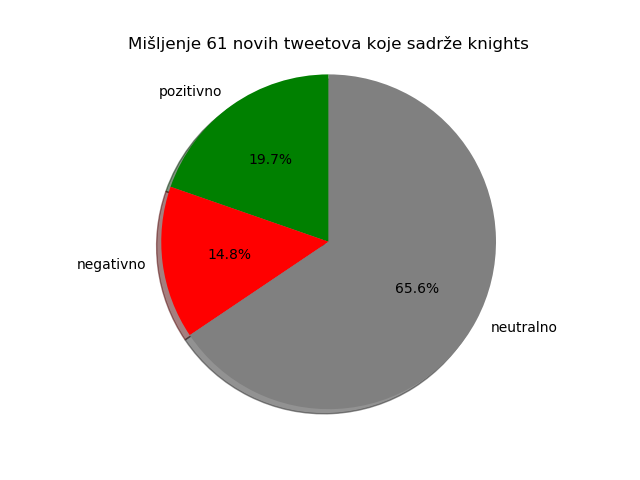 Mišljenje 61 novih tweetova koje sadrže knights
pozitivno
19.7%
14.8%
negativno
65.6%
neutralno